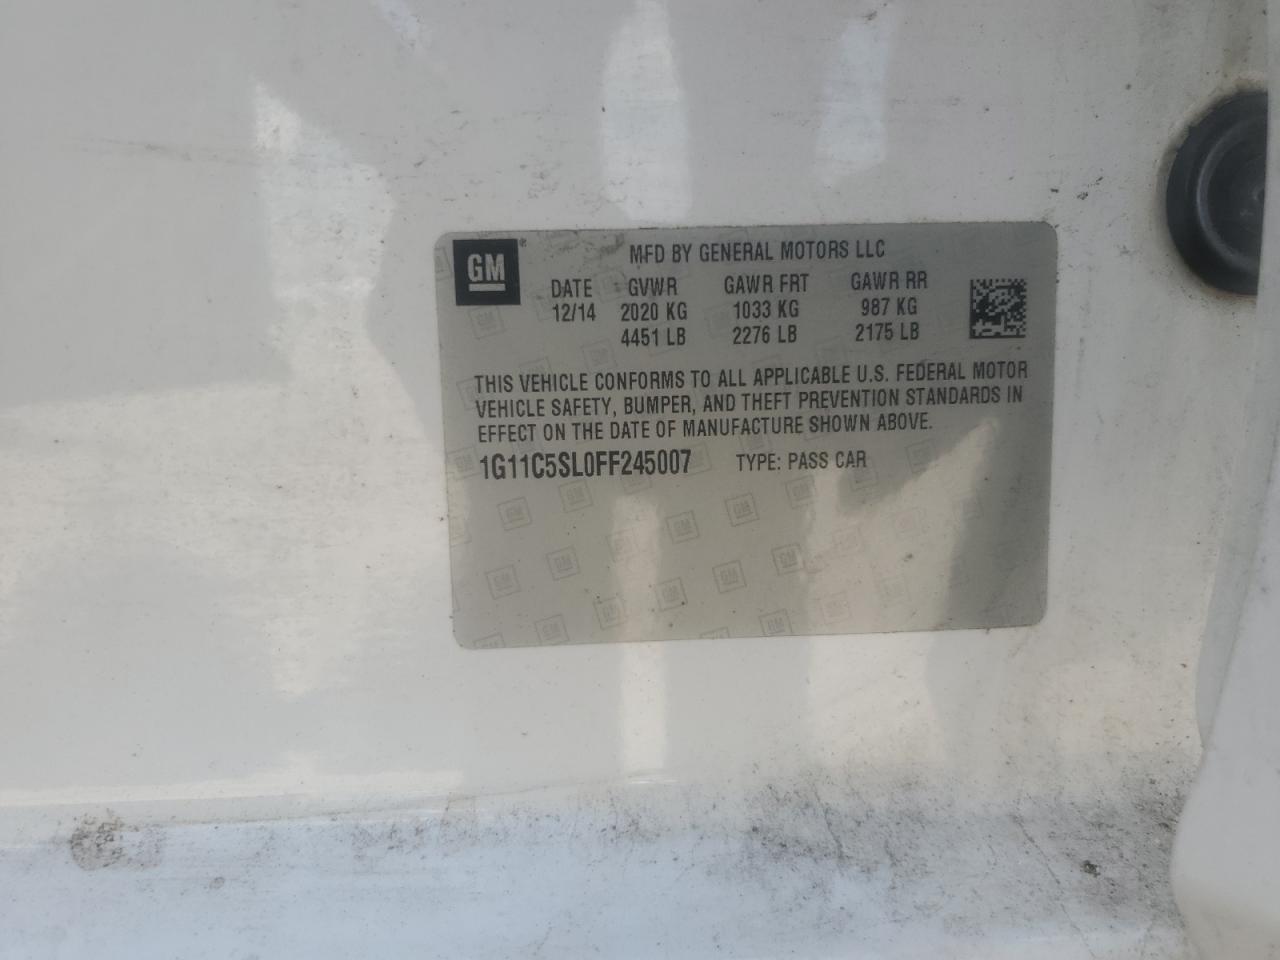 GM ® MFD BY GENERAL MOTORS LLC
DATE GVWR GAWR FRT GAWR RR
12/14 2020 KG 1033 KG 987 KG
4451 LB 2276 LB 2175 LB
THIS VEHICLE CONFORMS TO ALL APPLICABLE U.S. FEDERAL MOTOR
VEHICLE SAFETY, BUMPER, AND THEFT PREVENTION STANDARDS IN
EFFECT ON THE DATE OF MANUFACTURE SHOWN ABOVE.
1G11C5SL0FF245007 TYPE: PASS CAR